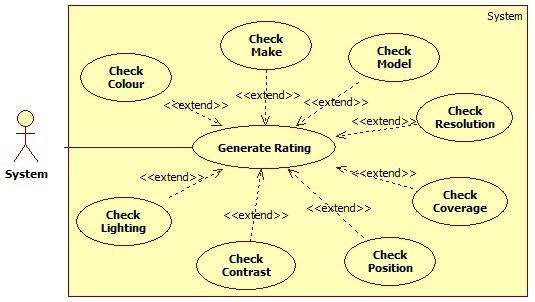 System
Check
Make
Check
Model
Check
Colour
<<extend>>
<<extend>>
<<extend>>
Check
Resolution
<<extend>>
Generate Rating
System
<<extend>>
<<extend>>
Check
Coverage
Check
Lighting
<<extend>>
<<extend>>
Check
Contrast
Check
Position